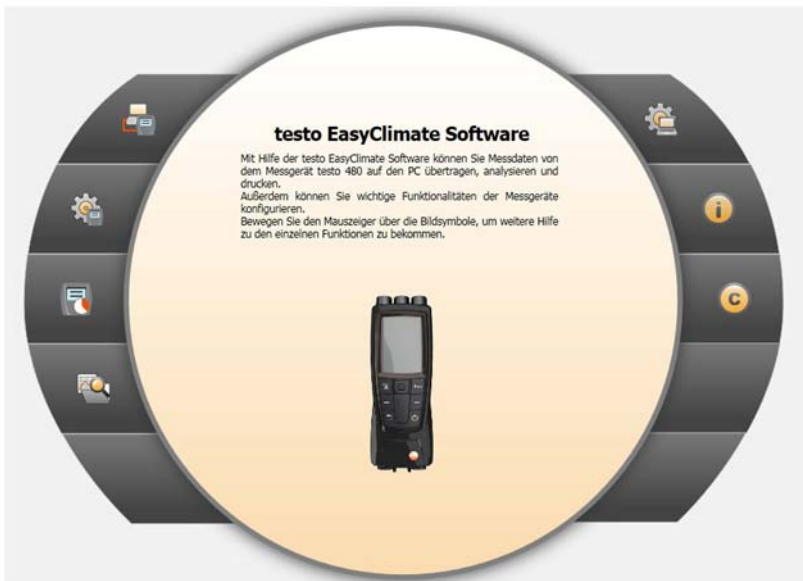 testo EasyClimate Software
Mit Hilfe der testo EasyClimate Software können Sie Messdaten von
dem Messgerät testo 480 auf den PC übertragen, analysieren und
drucken.
Außerdem können Sie wichtige Funktionalitäten der Messgeräte
konfigurieren.
Bewegen Sie den Mauszeiger über die Bildsymbole, um weitere Hilfe
zu den einzelnen Funktionen zu bekommen.
i
C